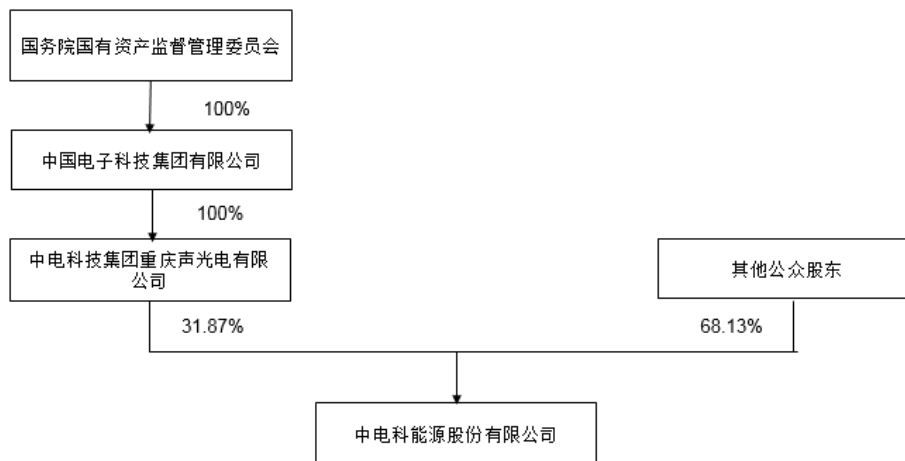 国务院国有资产监督管理委员会
100%
中国电子科技集团有限公司
100%
中电科技集团重庆声光电有限
公司
其他公众股东
31.87%
68.13%
中电科能源股份有限公司